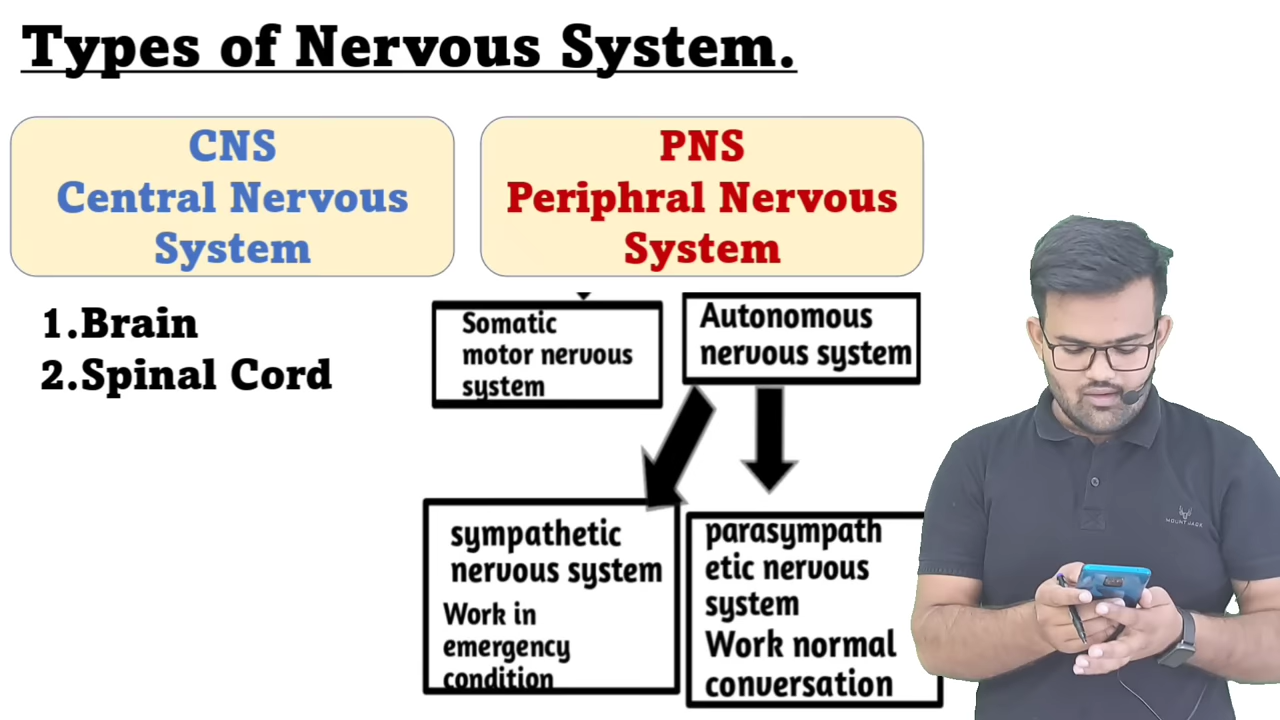 Types of Nervous System.
CNS
Central Nervous
System
PNS
Periphral Nervous
System
1.Brain
2.Spinal Cord
Somatic
motor nervous
system
Autonomous
nervous system
sympathetic
nervous system
Work in
emergency
condition
parasympath
etic nervous
system
Work normal
conversation
MOUNT JACK